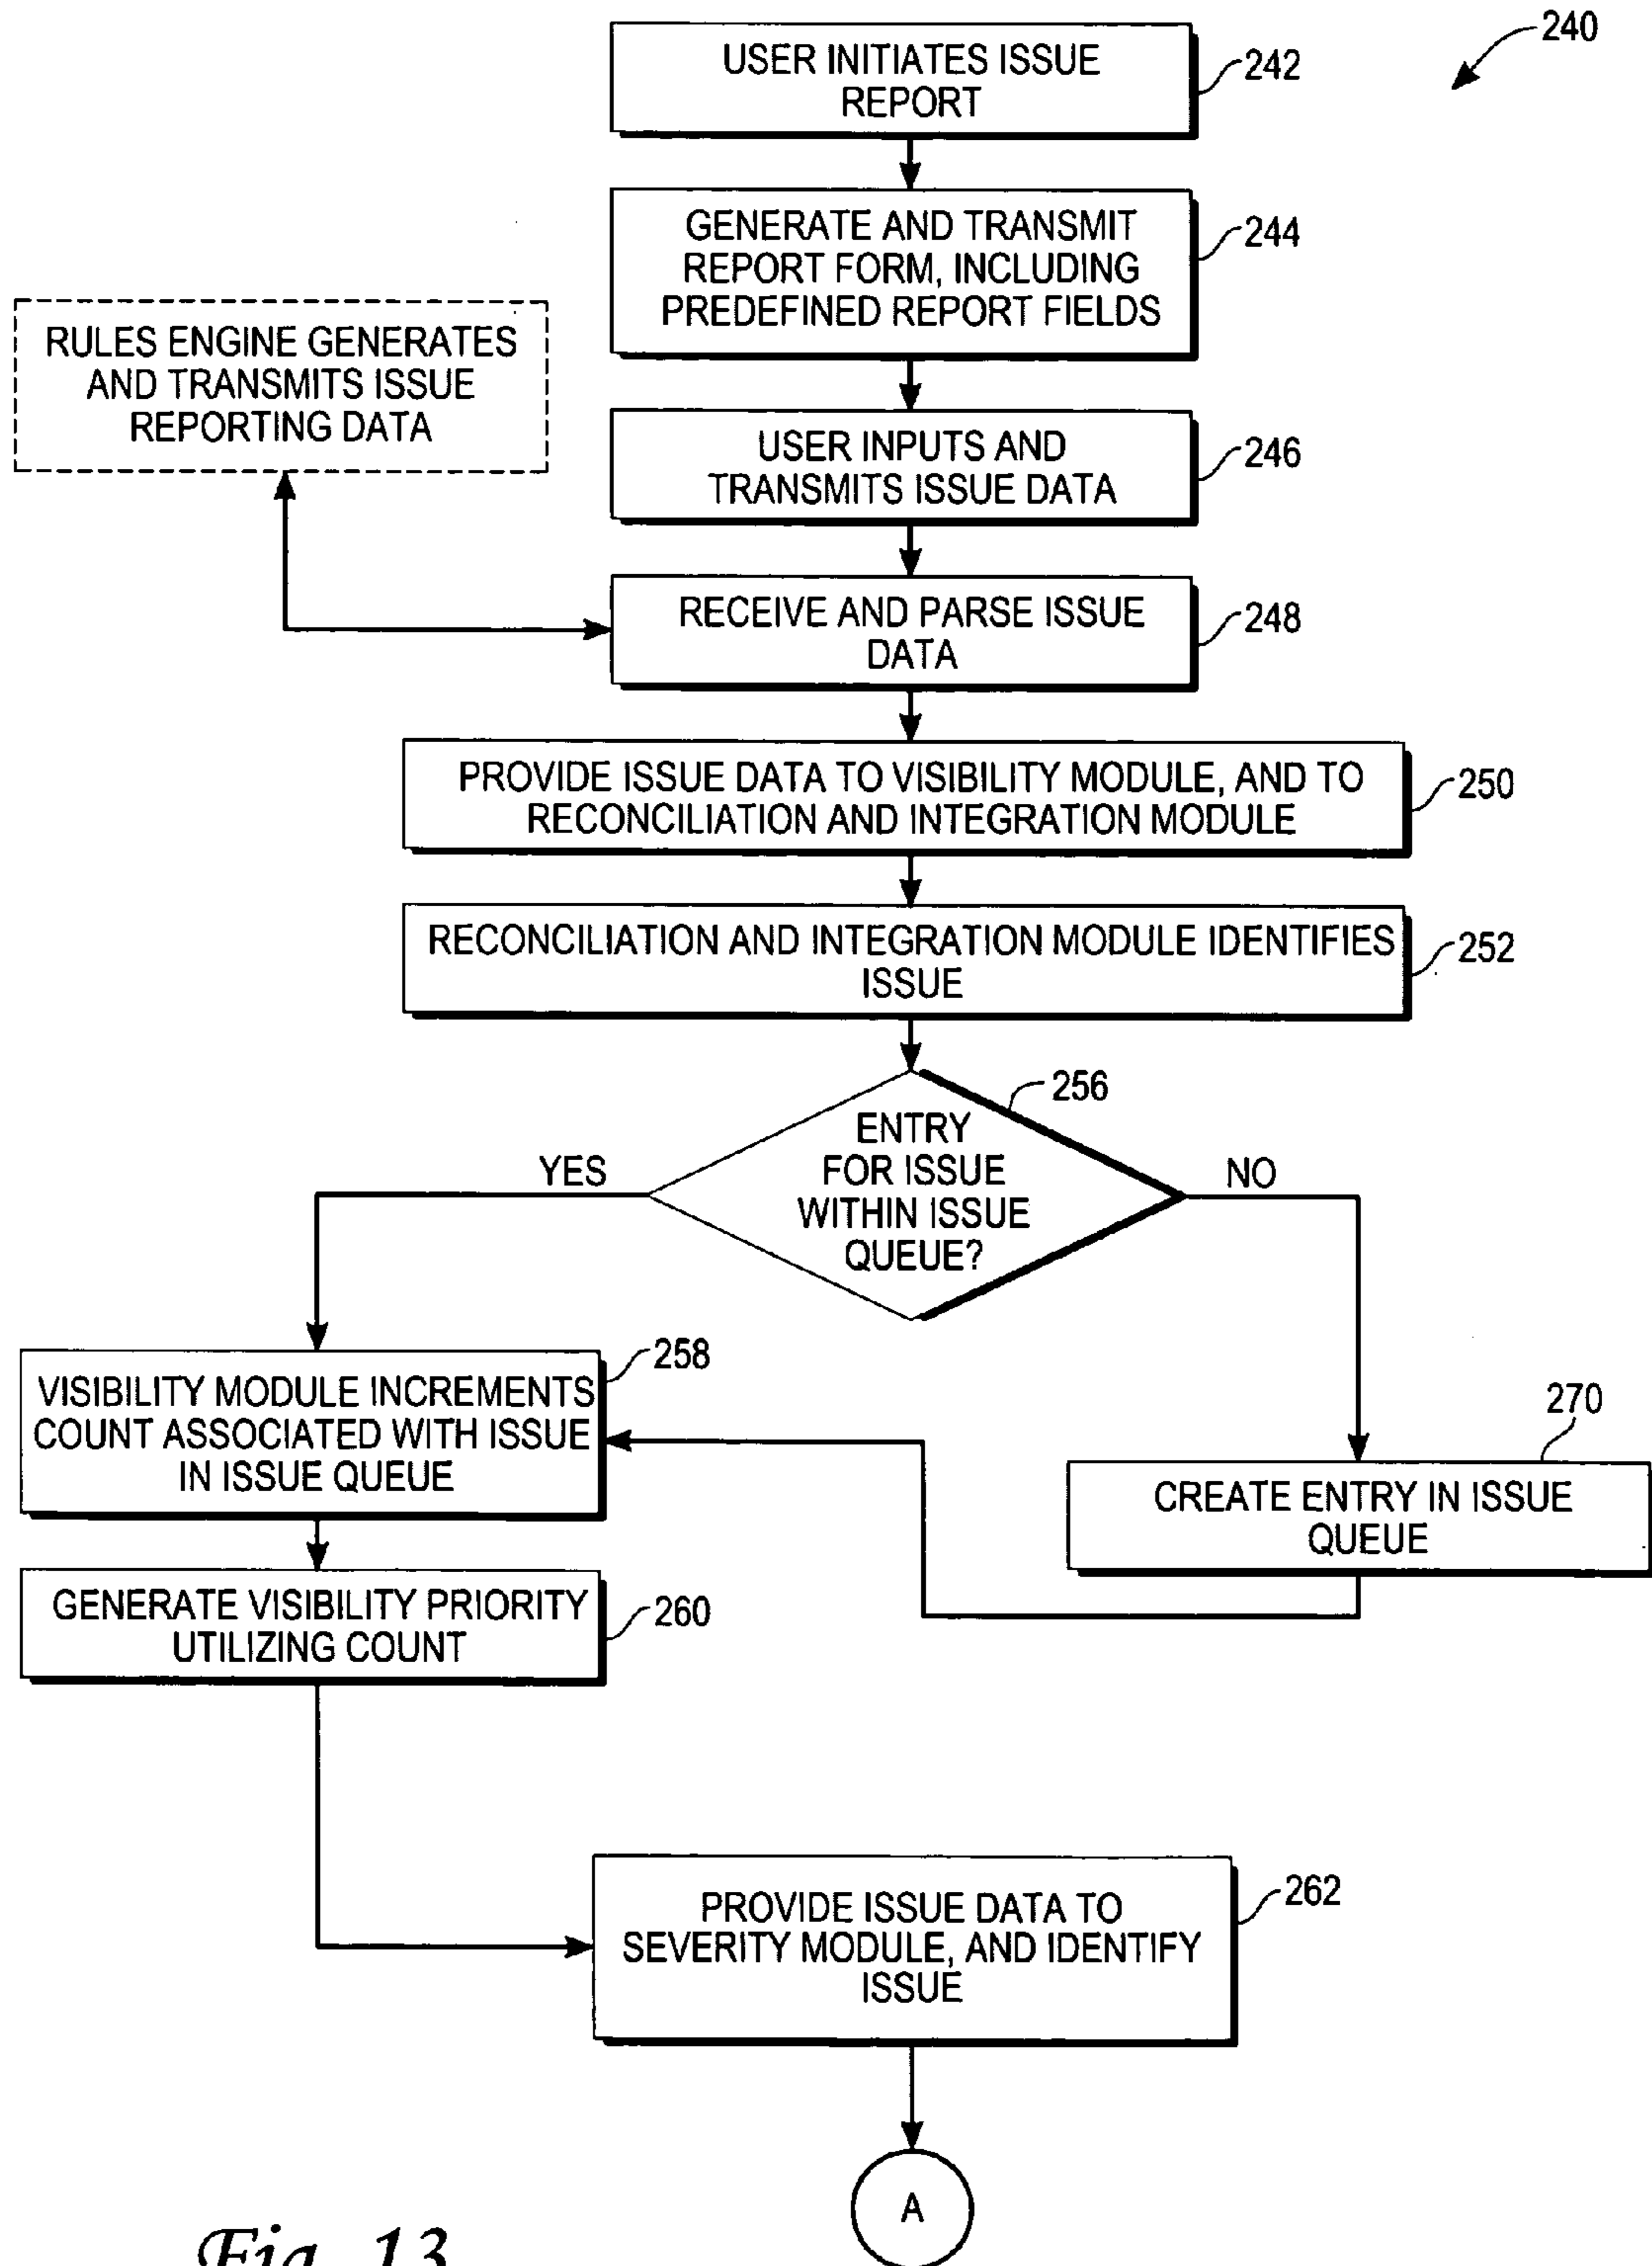 240
USER INITIATES ISSUE
REPORT
242
GENERATE AND TRANSMIT
REPORT FORM, INCLUDING
PREDEFINED REPORT FIELDS
244
RULES ENGINE GENERATES
AND TRANSMITS ISSUE
REPORTING DATA
USER INPUTS AND
TRANSMITS ISSUE DATA
246
RECEIVE AND PARSE ISSUE
DATA
248
PROVIDE ISSUE DATA TO VISIBILITY MODULE, AND TO
RECONCILIATION AND INTEGRATION MODULE
250
RECONCILIATION AND INTEGRATION MODULE IDENTIFIES
ISSUE
252
256
ENTRY
FOR ISSUE
WITHIN ISSUE
QUEUE?
YES
NO
258
VISIBILITY MODULE INCREMENTS
COUNT ASSOCIATED WITH ISSUE
IN ISSUE QUEUE
270
CREATE ENTRY IN ISSUE
QUEUE
GENERATE VISIBILITY PRIORITY
UTILIZING COUNT
260
PROVIDE ISSUE DATA TO
SEVERITY MODULE, AND IDENTIFY
ISSUE
262
A
Fig. 13